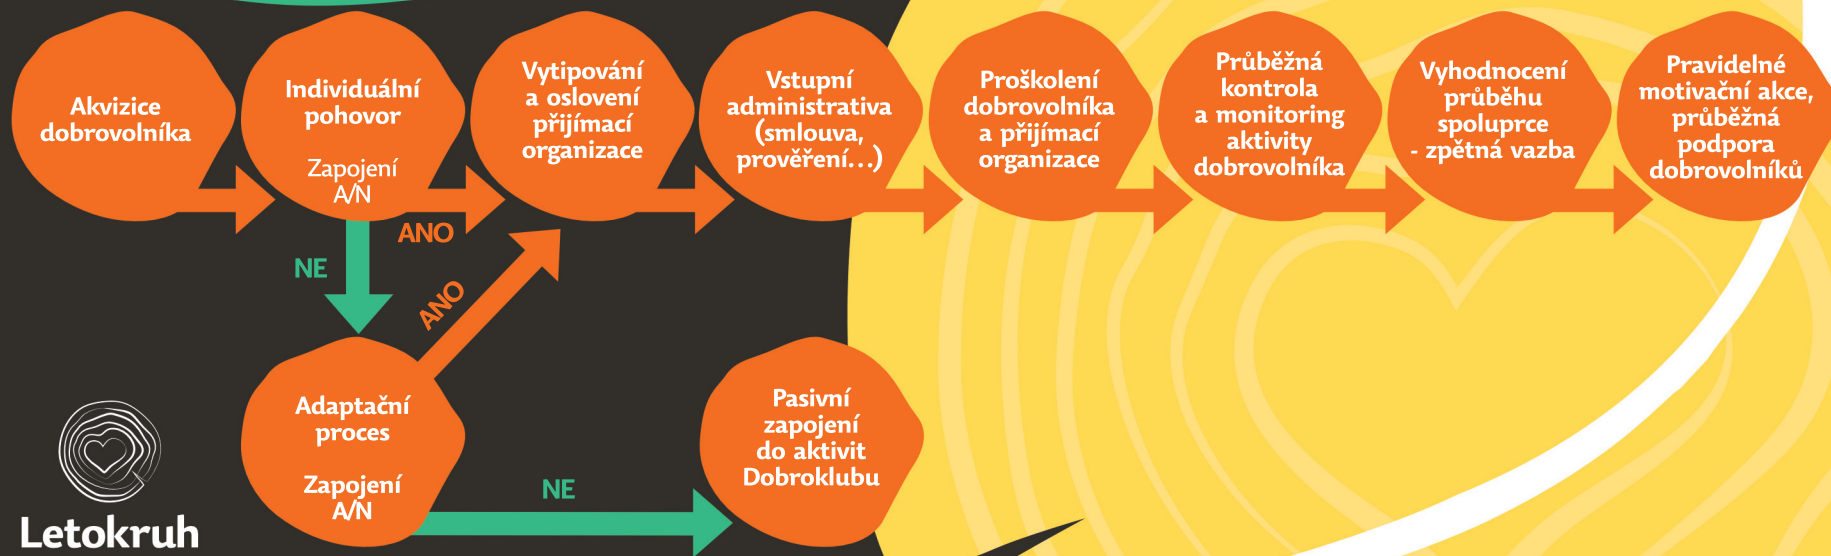 Akvizice
dobrovolníka
Individuální
pohovor
Zapojení
A/N
Vytipování
a oslovení
přijímací
organizace
Vstupní
administrativa
(smlouva,
prověření...)
Proškolení
dobrovolníka
a přijímací
organizace
Průběžná
kontrola
a monitoring
aktivity
dobrovolníka
Vyhodnocení
průběhu
spoluprce
- zpětná vazba
Pravidelné
motivační akce,
průběžná
podpora
dobrovolníků
ANO
NE
ANO
Adaptační
proces
Zapojení
A/N
NE
Pasivní
zapojení
do aktivit
Dobroklubu
Letokruh